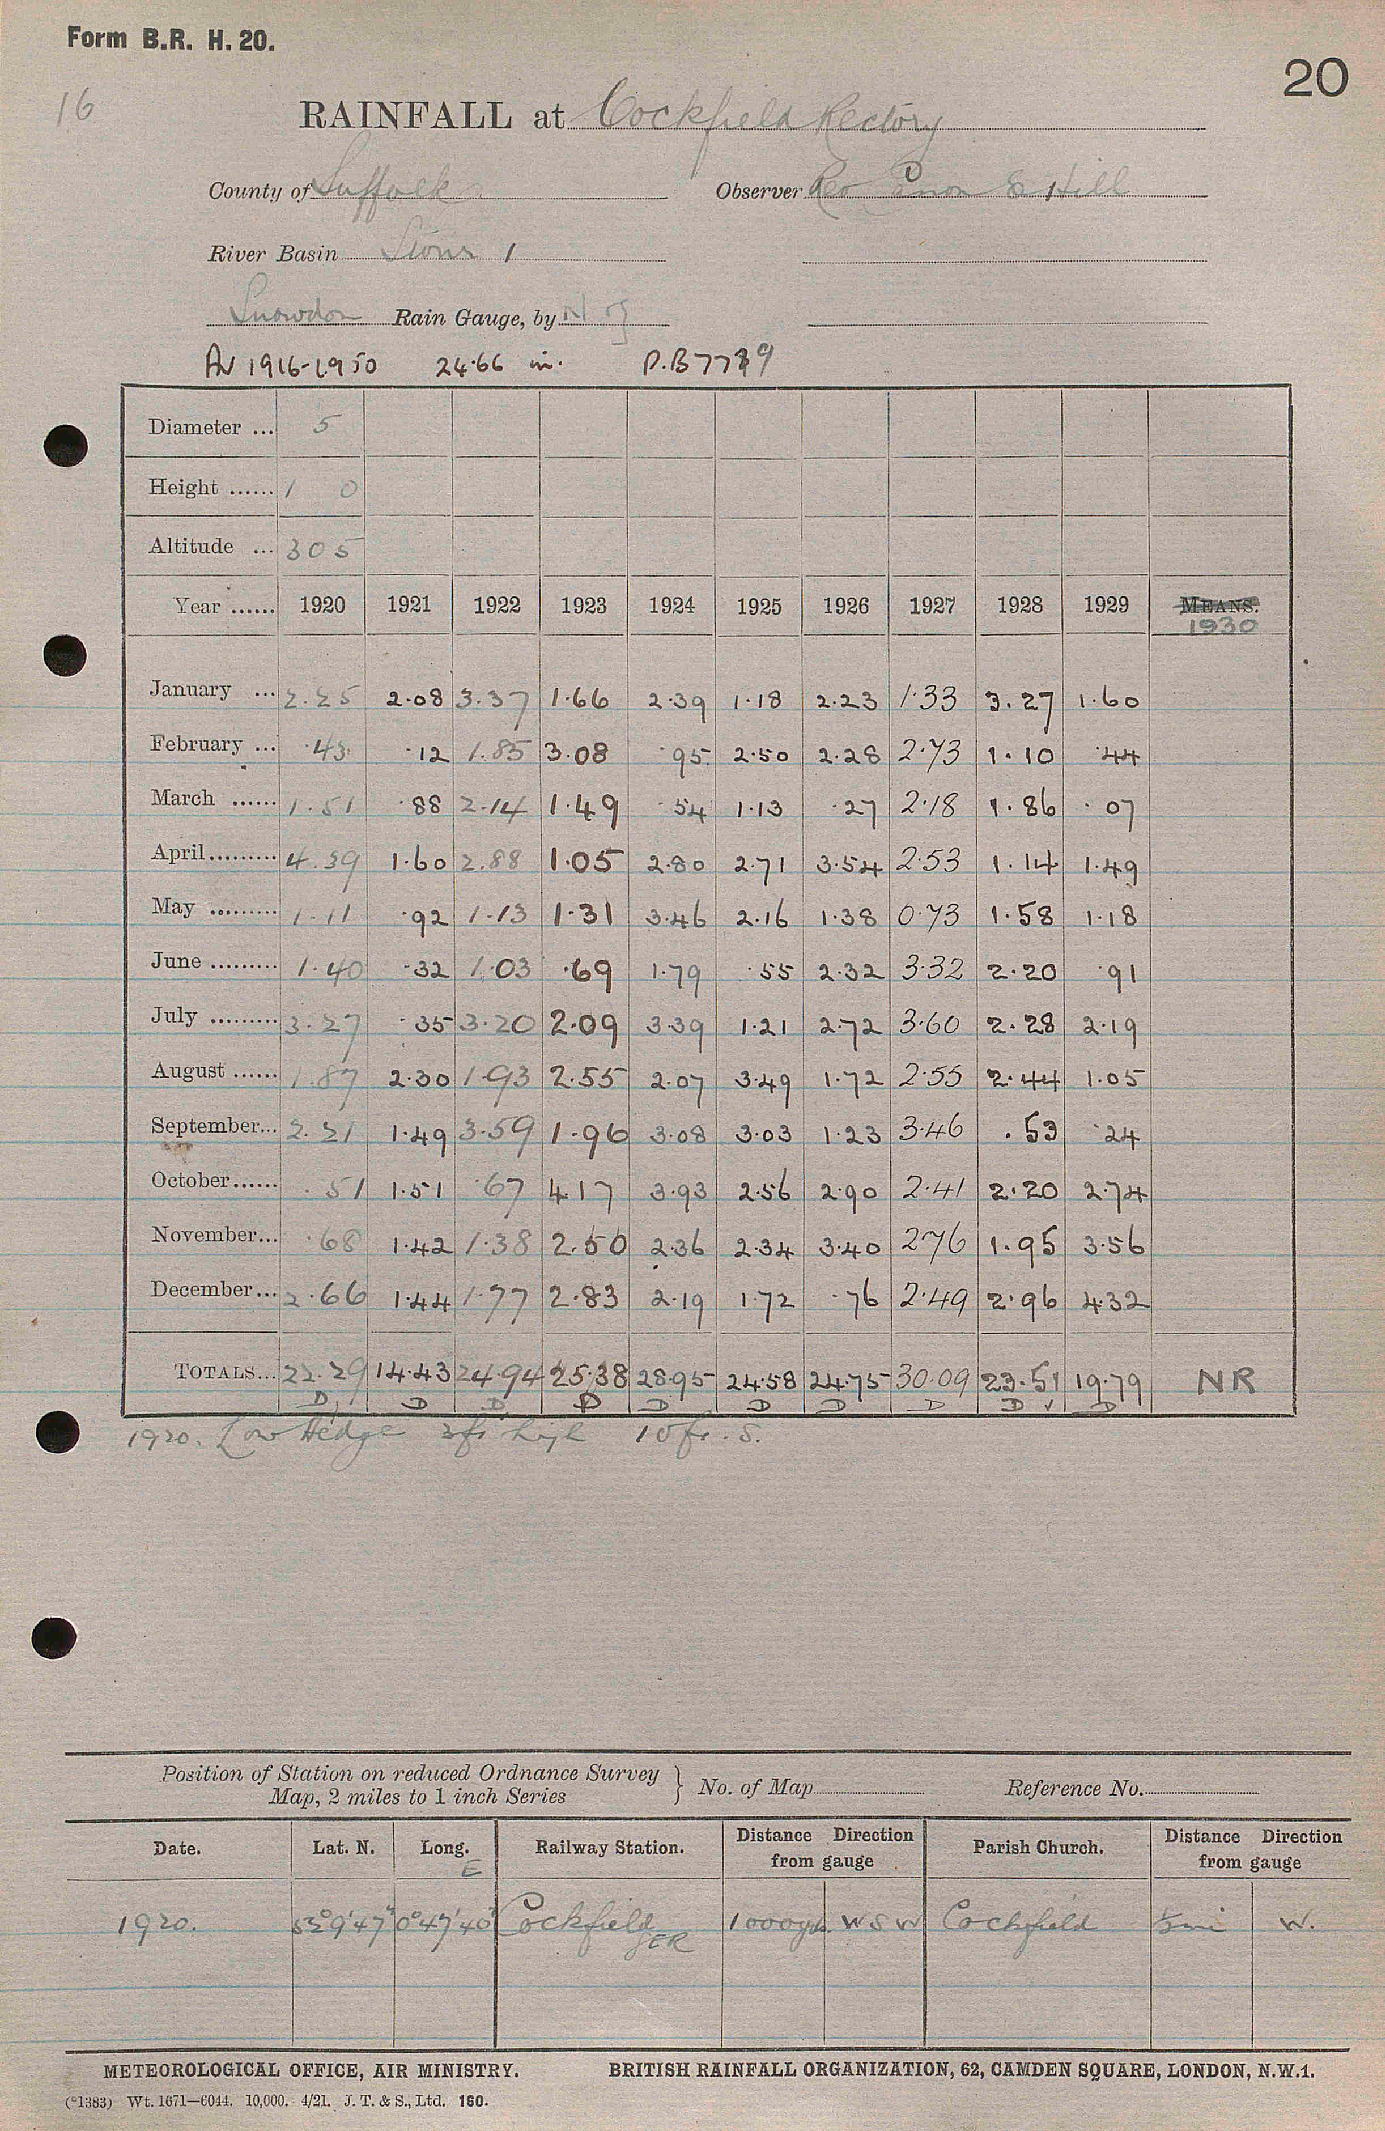 Form B.R. H. 20.
20
16
RAINFALL at Cockfield Rectory
County of Suffolk Observer Rev Canon E Hill
River Basin Stour 1
Snowdon Rain Gauge, by N
Av 1916-1950 24.66 in. P.B 7739
Diameter ... 5
Height ...... 1 0
Altitude ... 305
Year ...... 1920 1921 1922 1923 1924 1925 1926 1927 1928 1929 MEANS.
1930
January ... 2.25 2.08 3.37 1.66 2.39 1.18 2.23 1.33 3.27 1.60
February ... .43 .12 1.85 3.08 .95 2.50 2.28 2.73 1.10 .44
March ...... 1.51 .88 2.14 1.49 .54 1.13 .27 2.18 1.86 .07
April ......... 4.39 1.60 2.88 1.05 2.80 2.71 3.54 2.53 1.14 1.49
May ......... 1.11 .92 1.13 1.31 3.46 2.16 1.38 0.73 1.58 1.18
June ......... 1.40 .32 1.03 .69 1.79 .55 2.32 3.32 2.20 .91
July ......... 3.27 .35 3.20 2.09 3.39 1.21 2.72 3.60 2.28 2.19
August ...... 1.87 2.30 1.93 2.55 2.07 3.49 1.72 2.55 2.44 1.05
September... 2.21 1.49 3.59 1.96 3.08 3.03 1.23 3.46 .53 .24
October...... .51 1.51 .67 4.17 3.93 2.56 2.90 2.41 2.20 2.74
November... .68 1.42 1.38 2.50 2.36 2.34 3.40 2.76 1.95 3.56
December... 2.66 1.44 1.77 2.83 2.19 1.72 .76 2.49 2.96 4.32
TOTALS... 22.29 14.43 24.94 25.38 28.95 24.58 24.75 30.09 23.51 19.79 NR
D D D D D D D D D D
1920. Low Hedge 3ft high 10ft. S.
Position of Station on reduced Ordnance Survey
Map, 2 miles to 1 inch Series } No. of Map Reference No.
Date. Lat. N. Long. Railway Station. Distance Direction from gauge Parish Church. Distance Direction from gauge
E
1920. 52°9'47" 0°47'40" Cockfield 1000yds. WSW Cockfield ½mi W.
GER
METEOROLOGICAL OFFICE, AIR MINISTRY. BRITISH RAINFALL ORGANIZATION, 62, CAMDEN SQUARE, LONDON, N.W.1.
(*1383) Wt. 1671—6044. 10,000. 4/21. J. T. & S., Ltd. 160.